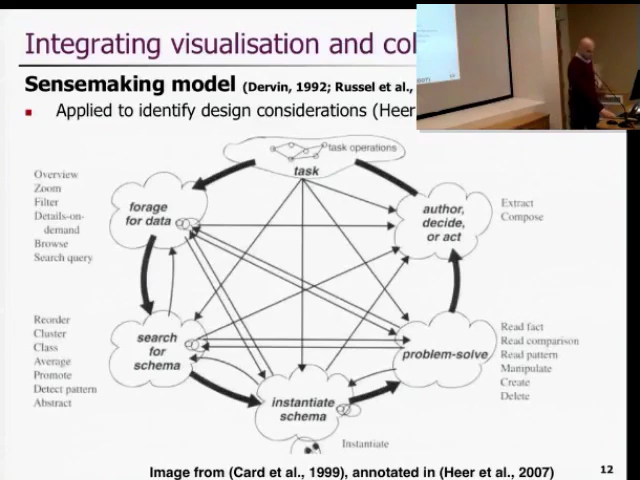 Integrating visualisation and col
Sensemaking model (Dervin, 1992; Russel et al.,
Applied to identify design considerations (Heer
task operations
task
Overview
Zoom
Filter
Details-on-
demand
Browse
Search query
forage
for data
author,
decide,
or act
Extract
Compose
Reorder
Cluster
Class
Average
Promote
Detect pattern
Abstract
search
for
schema
problem-solve
Read fact
Read comparison
Read pattern
Manipulate
Create
Delete
instantiate
schema
Instantiate
Image from (Card et al., 1999), annotated in (Heer et al., 2007)
12